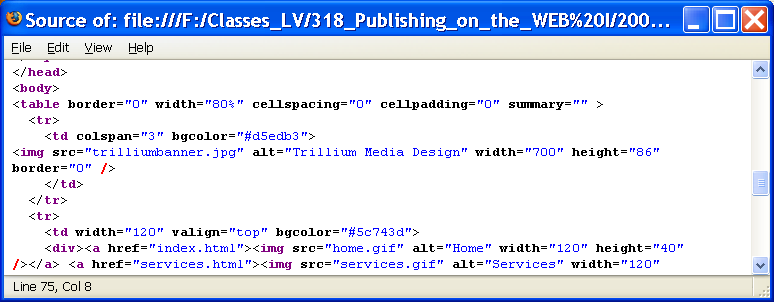 Source of: file:///F:/Classes_LV/318_Publishing_on_the_WEB%20I/200...
File Edit View Help
</head>
<body>
<table border="0" width="80%" cellspacing="0" cellpadding="0" summary="" >
<tr>
<td colspan="3" bgcolor="#d5edb3">
<img src="trilliumbanner.jpg" alt="Trillium Media Design" width="700" height="86"
border="0" />
</td>
</tr>
<tr>
<td width="120" valign="top" bgcolor="#5c743d">
<div><a href="index.html"><img src="home.gif" alt="Home" width="120" height="40"
/></a> <a href="services.html"><img src="services.gif" alt="Services" width="120"
Line 75, Col 8